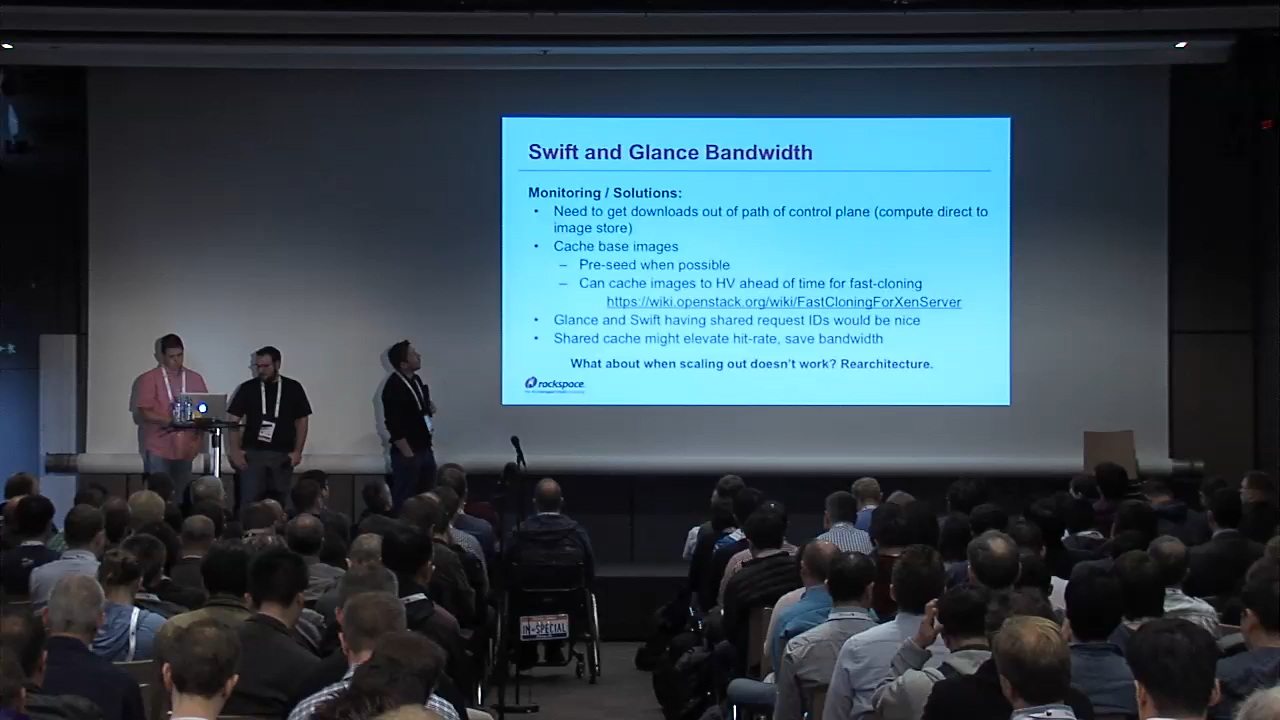 Swift and Glance Bandwidth
Monitoring / Solutions:
• Need to get downloads out of path of control plane (compute direct to
image store)
• Cache base images
– Pre-seed when possible
– Can cache images to HV ahead of time for fast-cloning
https://wiki.openstack.org/wiki/FastCloningForXenServer
• Glance and Swift having shared request IDs would be nice
• Shared cache might elevate hit-rate, save bandwidth
What about when scaling out doesn't work? Rearchitecture.
rackspace
IN-SPECIAL